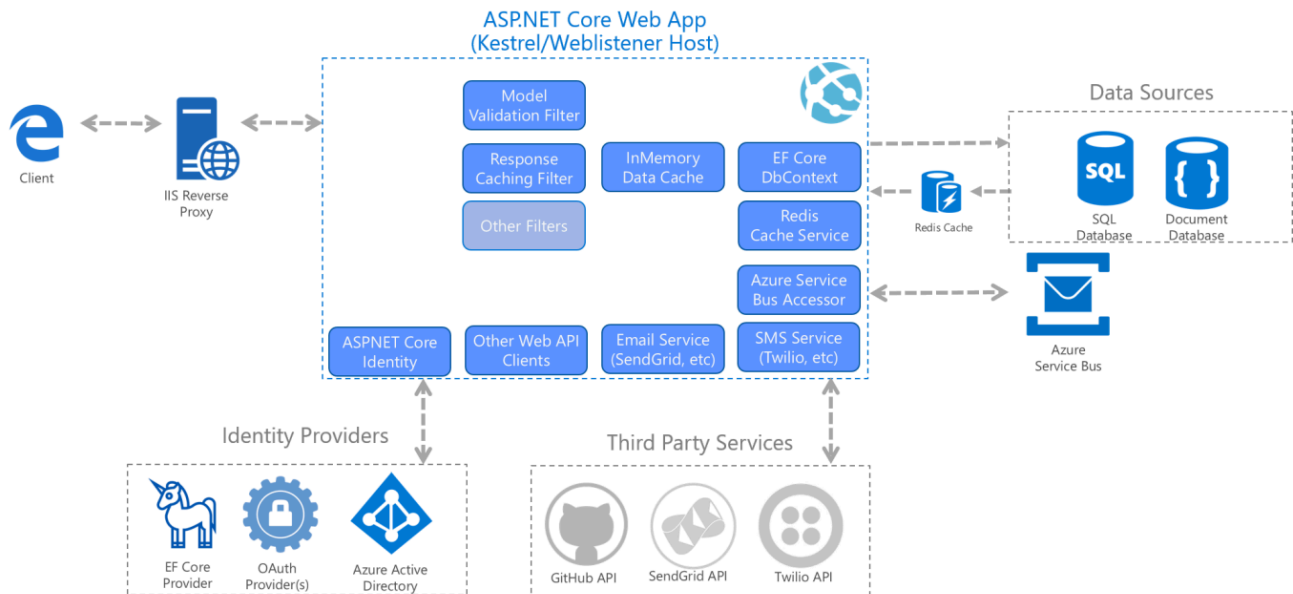 ASP.NET Core Web App
(Kestrel/Weblistener Host)
Client
IIS Reverse
Proxy
Model
Validation Filter
Response
Caching Filter
Other Filters
InMemory
Data Cache
EF Core
DbContext
Redis
Cache Service
Azure Service
Bus Accessor
ASPNET Core
Identity
Other Web API
Clients
Email Service
(SendGrid, etc)
SMS Service
(Twilio, etc)
Data Sources
SQL
SQL
Database
{ }
Document
Database
Redis Cache
Azure
Service Bus
Identity Providers
EF Core
Provider
OAuth
Provider(s)
Azure Active
Directory
Third Party Services
GitHub API
SendGrid API
Twilio API